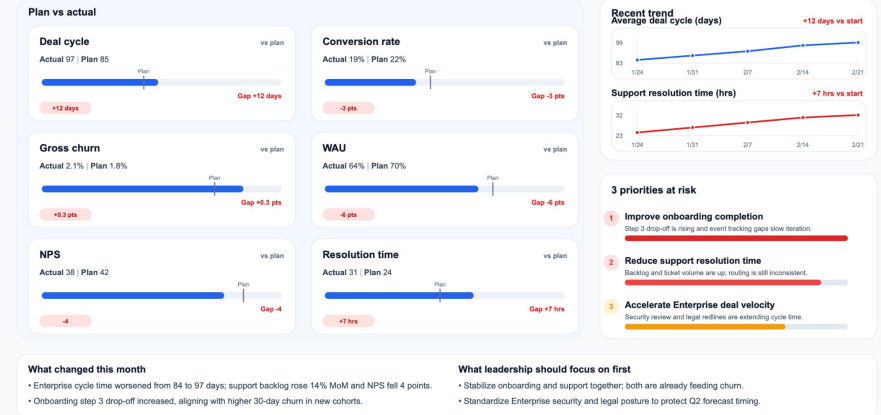 Plan vs actual
Deal cycle
vs plan
Actual 97 | Plan 85
Plan
Gap +12 days
+12 days
Conversion rate
vs plan
Actual 19% | Plan 22%
Plan
Gap -3 pts
-3 pts
Gross churn
vs plan
Actual 2.1% | Plan 1.8%
Plan
Gap +0.3 pts
+0.3 pts
WAU
vs plan
Actual 64% | Plan 70%
Plan
Gap -6 pts
-6 pts
NPS
vs plan
Actual 38 | Plan 42
Plan
Gap -4
-4
Resolution time
vs plan
Actual 31 | Plan 24
Plan
Gap +7 hrs
+7 hrs
Recent trend
Average deal cycle (days)
+12 days vs start
99
83
1/24 1/31 2/7 2/14 2/21
Support resolution time (hrs)
+7 hrs vs start
32
23
1/24 1/31 2/7 2/14 2/21
3 priorities at risk
1 Improve onboarding completion
Step 3 drop-off is rising and event tracking gaps slow iteration.
2 Reduce support resolution time
Backlog and ticket volume are up; routing is still inconsistent.
3 Accelerate Enterprise deal velocity
Security review and legal redlines are extending cycle time.
What changed this month
• Enterprise cycle time worsened from 84 to 97 days; support backlog rose 14% MoM and NPS fell 4 points.
• Onboarding step 3 drop-off increased, aligning with higher 30-day churn in new cohorts.
What leadership should focus on first
• Stabilize onboarding and support together; both are already feeding churn.
• Standardize Enterprise security and legal posture to protect Q2 forecast timing.